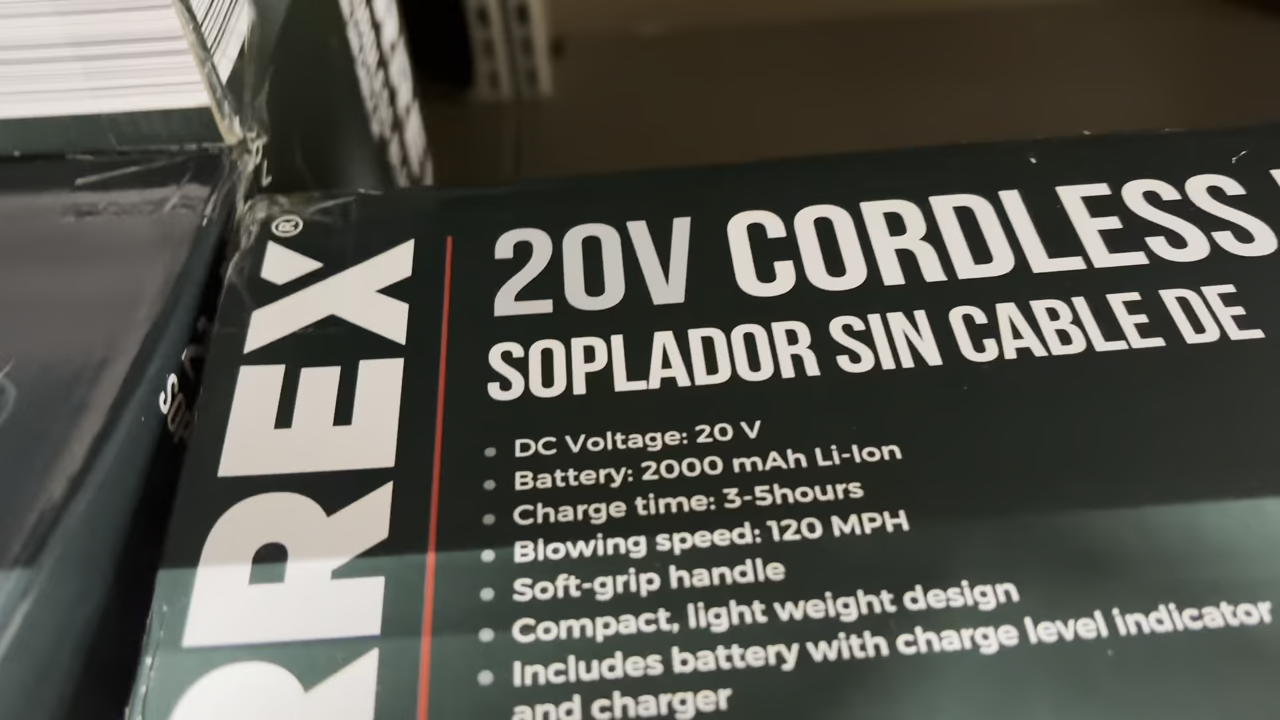 REX®
20V CORDLESS
SOPLADOR SIN CABLE DE
DC Voltage: 20 V
Battery: 2000 mAh Li-Ion
Charge time: 3-5hours
Blowing speed: 120 MPH
Soft-grip handle
Compact, light weight design
Includes battery with charge level indicator
and charger